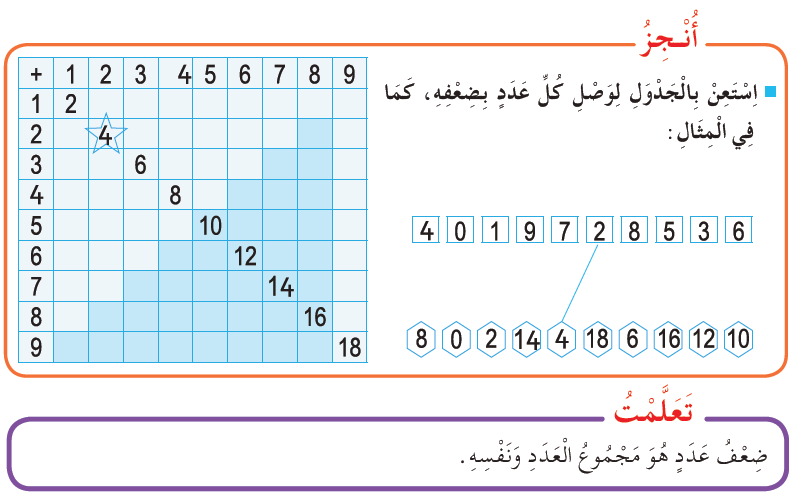 أُنْجِزُ
اِسْتَعِنْ بِالْجَدْوَلِ لِوَصْلِ كُلِّ عَدَدٍ بِضِعْفِهِ، كَمَا
فِي الْمِثَالِ:
+ 1 2 3 4 5 6 7 8 9
1 2
2 4
3 6
4 8
5 10
6 12
7 14
8 16
9 18
4 0 1 9 7 2 8 5 3 6
8 0 2 14 4 18 6 16 12 10
تَعَلَّمْتُ
ضِعْفُ عَدَدٍ هُوَ مَجْمُوعُ الْعَدَدِ وَنَفْسِهِ.